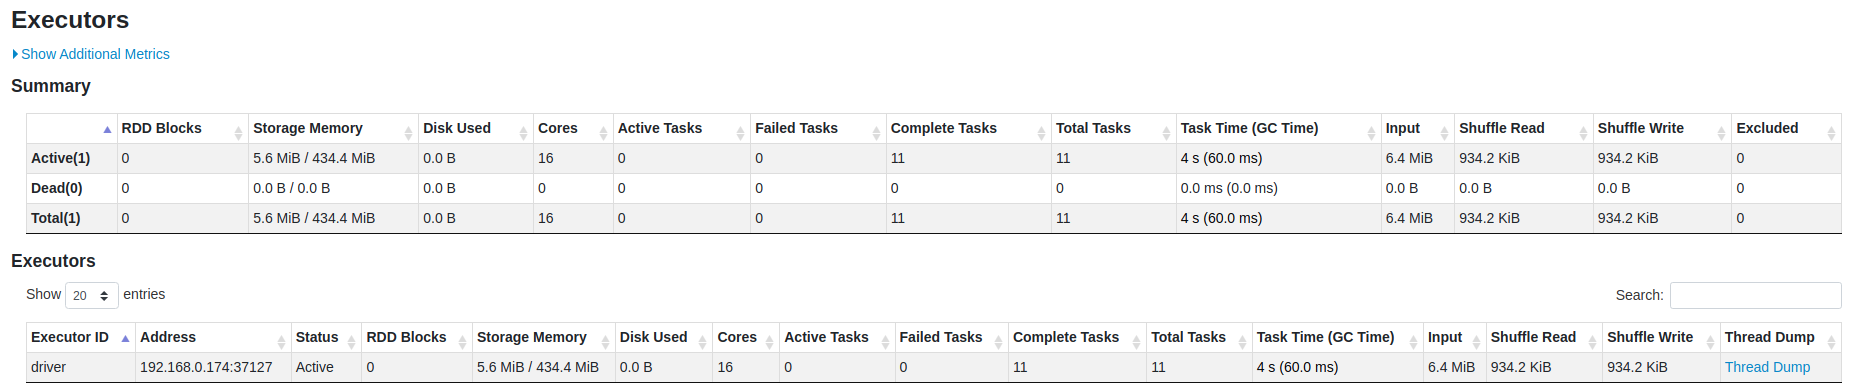 Executors
Show Additional Metrics
Summary
RDD Blocks Storage Memory Disk Used Cores Active Tasks Failed Tasks Complete Tasks Total Tasks Task Time (GC Time) Input Shuffle Read Shuffle Write Excluded
Active(1) 0 5.6 MiB / 434.4 MiB 0.0 B 16 0 0 11 11 4 s (60.0 ms) 6.4 MiB 934.2 KiB 934.2 KiB 0
Dead(0) 0 0.0 B / 0.0 B 0.0 B 0 0 0 0 0 0.0 ms (0.0 ms) 0.0 B 0.0 B 0.0 B 0
Total(1) 0 5.6 MiB / 434.4 MiB 0.0 B 16 0 0 11 11 4 s (60.0 ms) 6.4 MiB 934.2 KiB 934.2 KiB 0
Executors
Show 20 entries Search:
Executor ID Address Status RDD Blocks Storage Memory Disk Used Cores Active Tasks Failed Tasks Complete Tasks Total Tasks Task Time (GC Time) Input Shuffle Read Shuffle Write Thread Dump
driver 192.168.0.174:37127 Active 0 5.6 MiB / 434.4 MiB 0.0 B 16 0 0 11 11 4 s (60.0 ms) 6.4 MiB 934.2 KiB 934.2 KiB Thread Dump